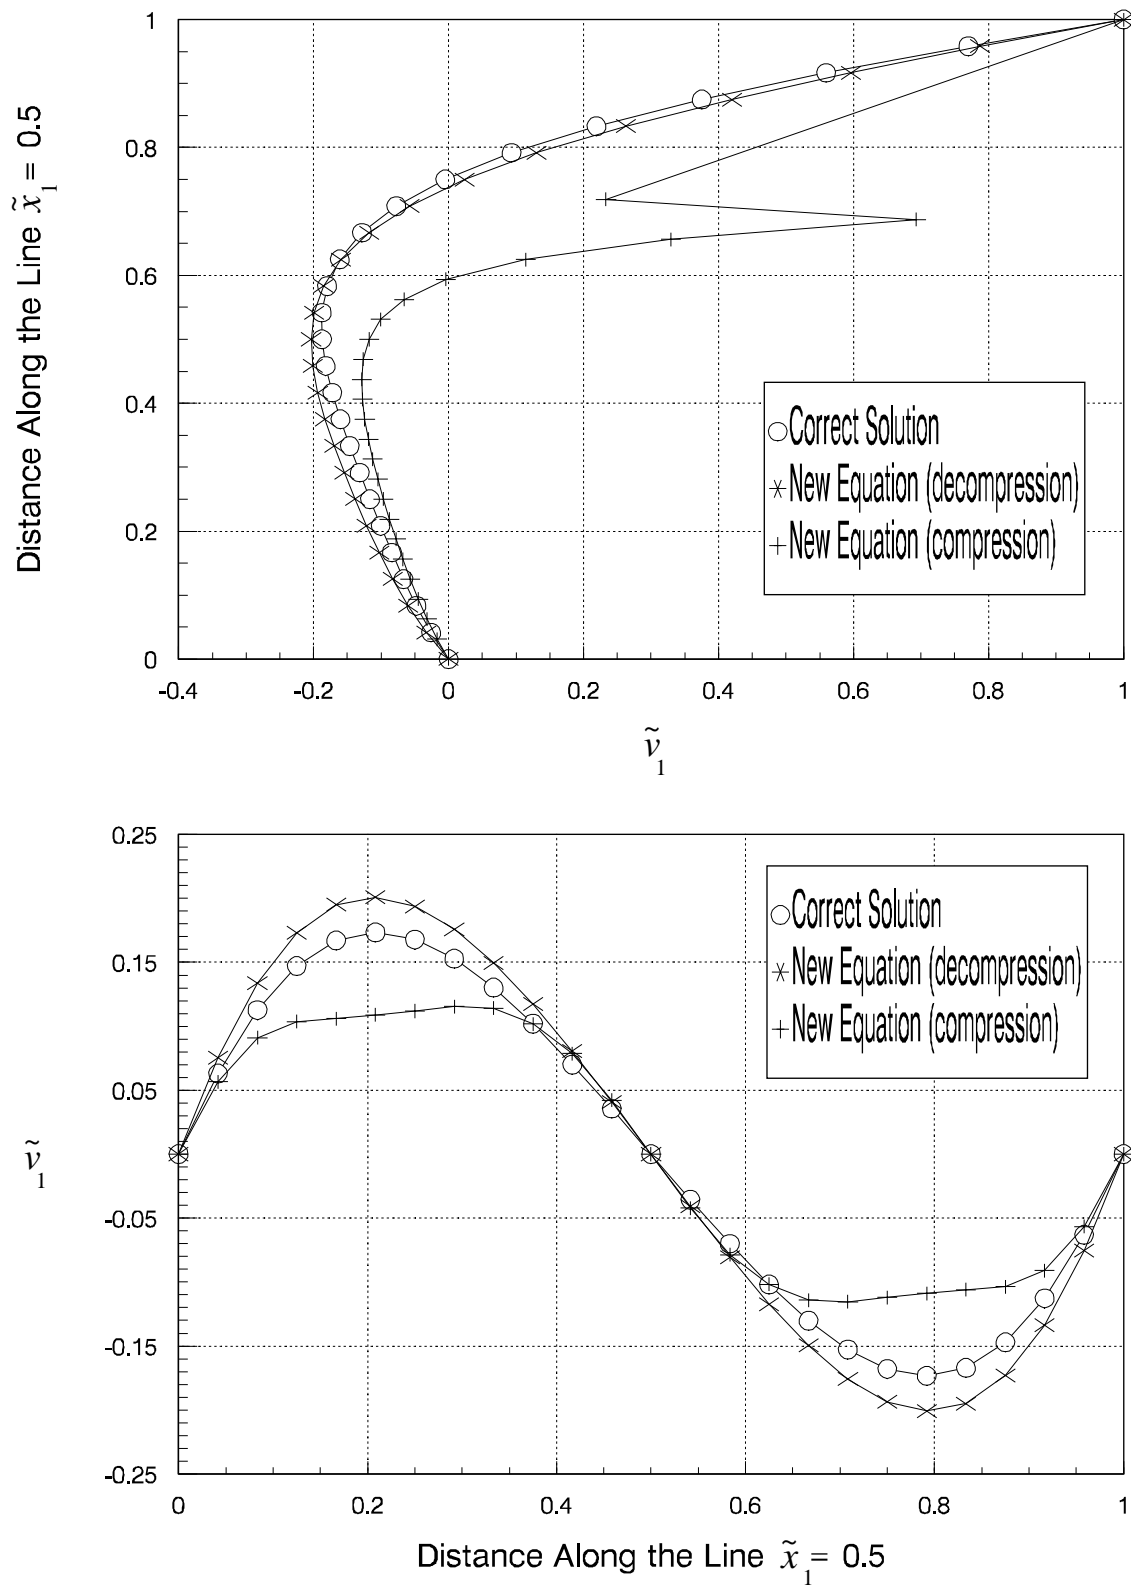 1
0.8
0.6
0.4
0.2
0
Distance Along the Line x̃₁ = 0.5
Correct Solution
New Equation (decompression)
New Equation (compression)
-0.4 -0.2 0 0.2 0.4 0.6 0.8 1
ṽ₁
0.25
0.15
0.05
-0.05
-0.15
-0.25
ṽ₁
Correct Solution
New Equation (decompression)
New Equation (compression)
0 0.2 0.4 0.6 0.8 1
Distance Along the Line x̃₁ = 0.5